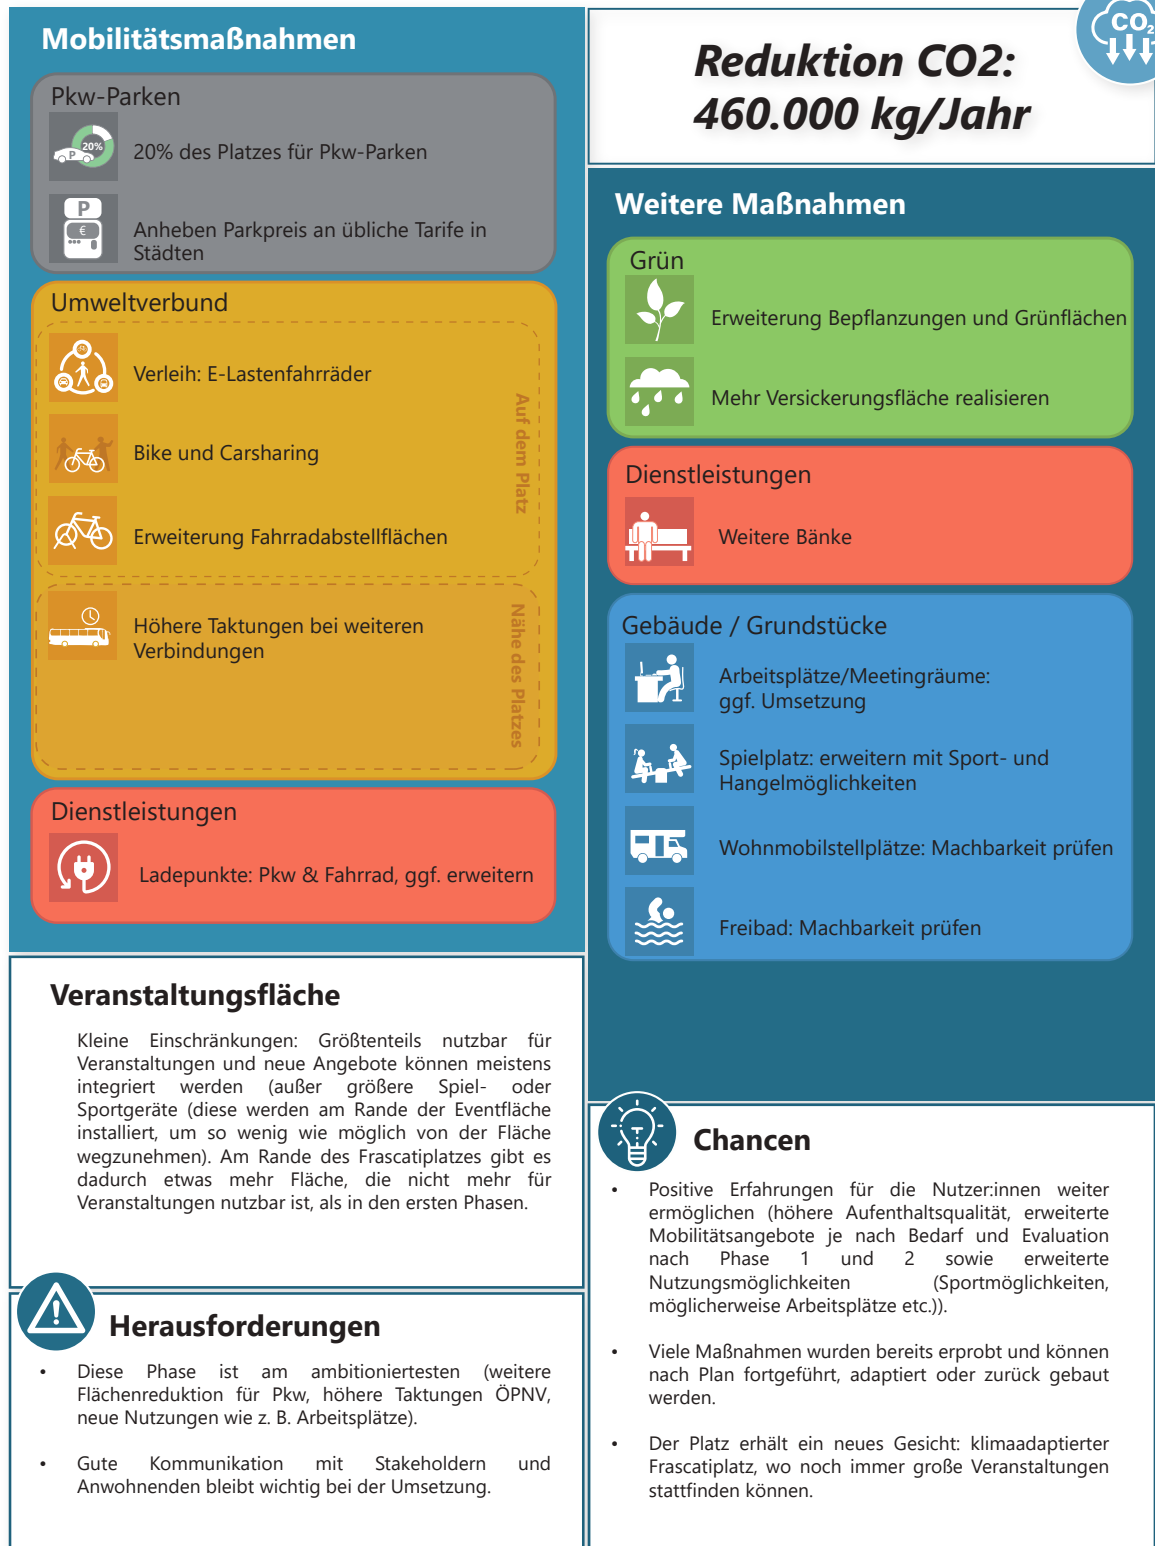 Mobilitätsmaßnahmen
Pkw-Parken
20%
P
20% des Platzes für Pkw-Parken
P
€
Anheben Parkpreis an übliche Tarife in
Städten
Umweltverbund
Verleih: E-Lastenfahrräder
Bike und Carsharing
Erweiterung Fahrradabstellflächen
Auf dem Platz
Höhere Taktungen bei weiteren
Verbindungen
Nähe des Platzes
Dienstleistungen
Ladepunkte: Pkw & Fahrrad, ggf. erweitern
Veranstaltungsfläche
Kleine Einschränkungen: Größtenteils nutzbar für
Veranstaltungen und neue Angebote können meistens
integriert werden (außer größere Spiel- oder
Sportgeräte (diese werden am Rande der Eventfläche
installiert, um so wenig wie möglich von der Fläche
wegzunehmen). Am Rande des Frascatiplatzes gibt es
dadurch etwas mehr Fläche, die nicht mehr für
Veranstaltungen nutzbar ist, als in den ersten Phasen.
Herausforderungen
• Diese Phase ist am ambitioniertesten (weitere
Flächenreduktion für Pkw, höhere Taktungen ÖPNV,
neue Nutzungen wie z. B. Arbeitsplätze).
• Gute Kommunikation mit Stakeholdern und
Anwohnenden bleibt wichtig bei der Umsetzung.
CO2
Reduktion CO2:
460.000 kg/Jahr
Weitere Maßnahmen
Grün
Erweiterung Bepflanzungen und Grünflächen
Mehr Versickerungsfläche realisieren
Dienstleistungen
Weitere Bänke
Gebäude / Grundstücke
Arbeitsplätze/Meetingräume:
ggf. Umsetzung
Spielplatz: erweitern mit Sport- und
Hangelmöglichkeiten
Wohnmobilstellplätze: Machbarkeit prüfen
Freibad: Machbarkeit prüfen
Chancen
• Positive Erfahrungen für die Nutzer:innen weiter
ermöglichen (höhere Aufenthaltsqualität, erweiterte
Mobilitätsangebote je nach Bedarf und Evaluation
nach Phase 1 und 2 sowie erweiterte
Nutzungsmöglichkeiten (Sportmöglichkeiten,
möglicherweise Arbeitsplätze etc.)).
• Viele Maßnahmen wurden bereits erprobt und können
nach Plan fortgeführt, adaptiert oder zurück gebaut
werden.
• Der Platz erhält ein neues Gesicht: klimaadaptierter
Frascatiplatz, wo noch immer große Veranstaltungen
stattfinden können.